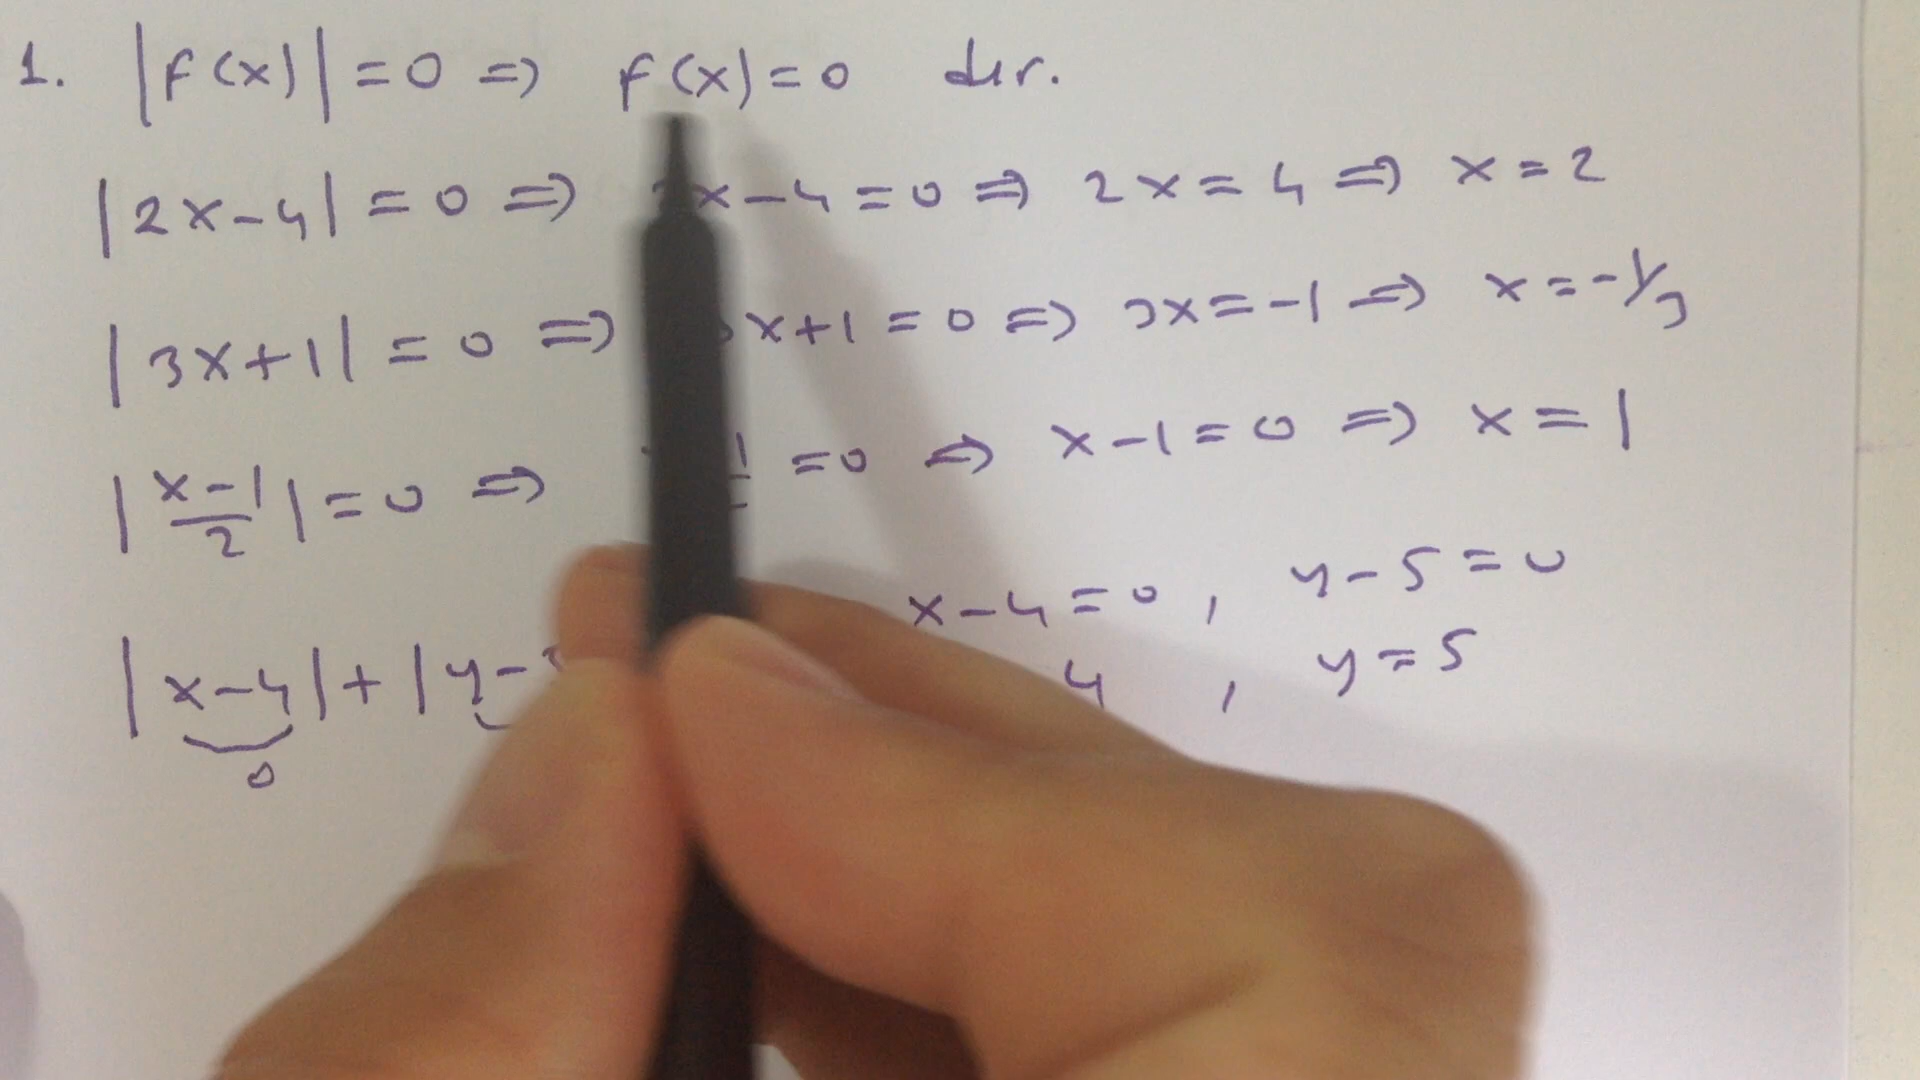 1. |f(x)| = 0 ⇒ f(x) = 0 dır.
|2x-4| = 0 ⇒ x-4 = 0 ⇒ 2x = 4 ⇒ x = 2
|3x+1| = 0 ⇒ x+1 = 0 ⇒ 3x = -1 ⇒ x = -1/3
|x-1/2| = 0 ⇒ = 0 ⇒ x-1 = 0 ⇒ x = 1
x-4 = 0 , y-5 = 0
|x-4| + |y- 4 , y = 5
0